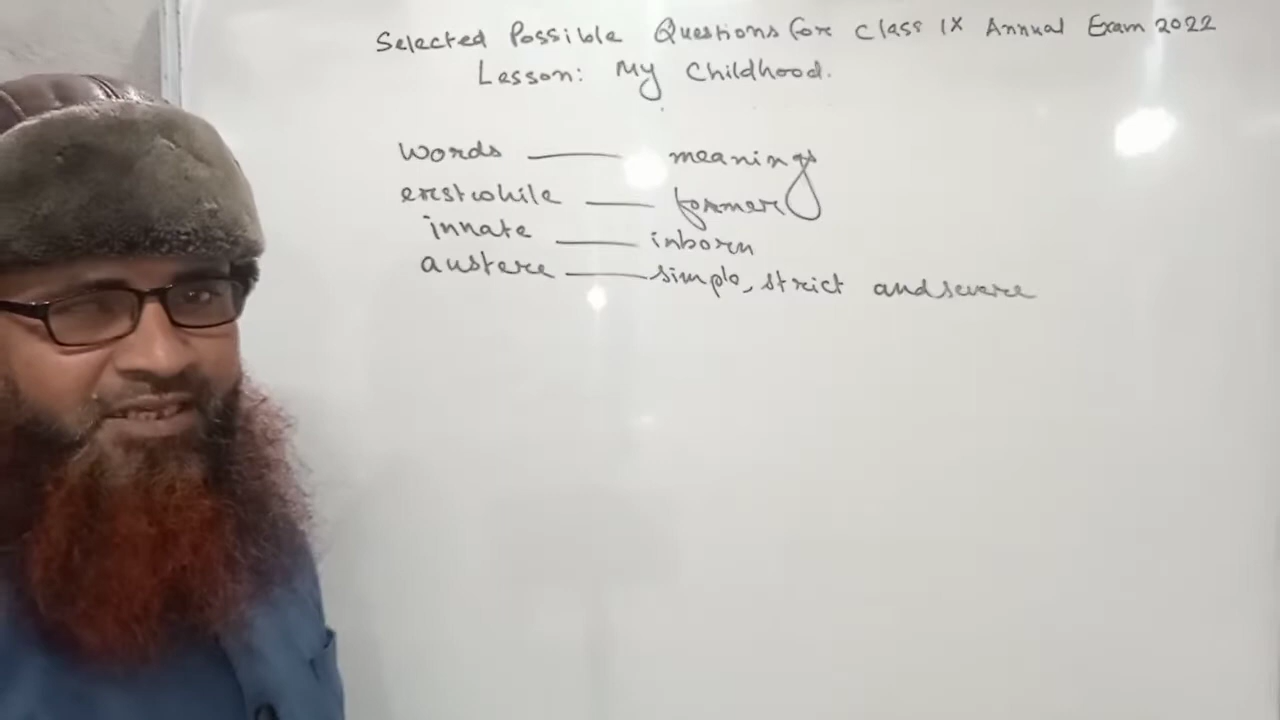 Selected Possible Questions for Class IX Annual Exam 2022
Lesson: My Childhood.
words — meanings
erstwhile — former
innate — inborn
austere — simple, strict and severe